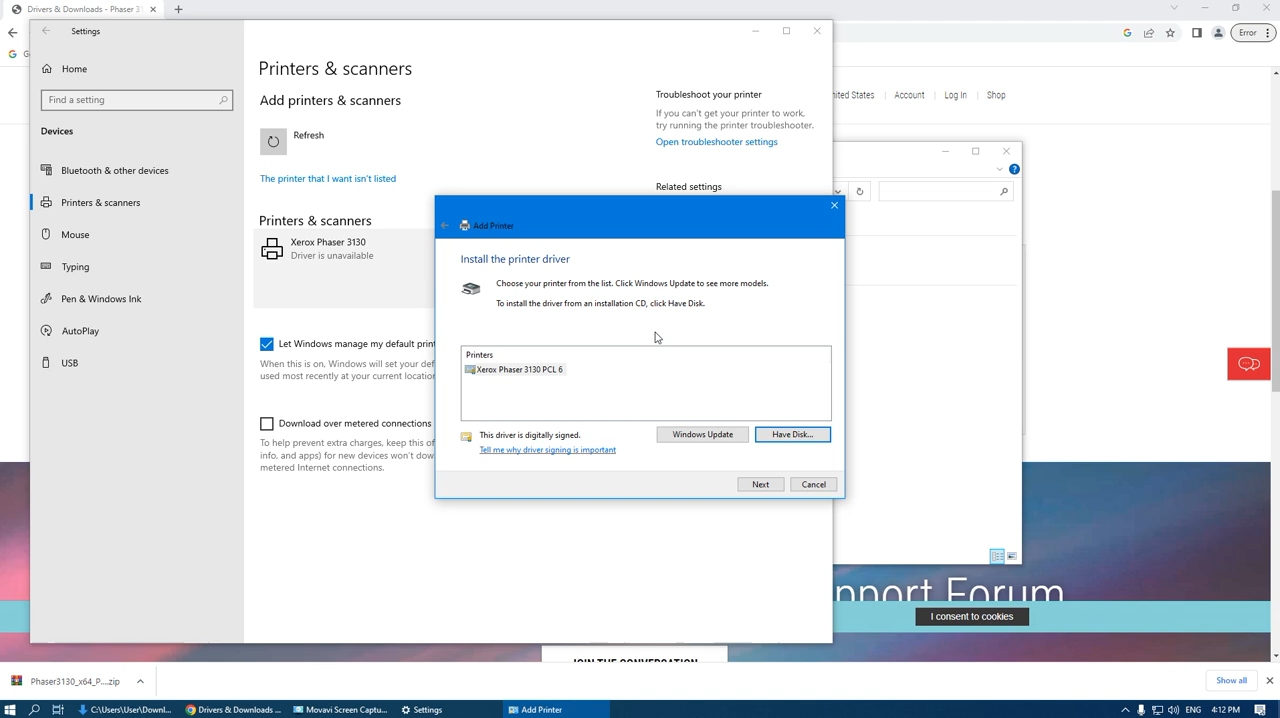 Drivers & Downloads - Phaser 3
Error
G
Settings
Home
Find a setting
Devices
Bluetooth & other devices
Printers & scanners
Mouse
Typing
Pen & Windows Ink
AutoPlay
USB
Printers & scanners
Add printers & scanners
Refresh
The printer that I want isn't listed
Printers & scanners
Xerox Phaser 3130
Driver is unavailable
Let Windows manage my default print
When this is on, Windows will set your def
used most recently at your current location
Download over metered connections
To help prevent extra charges, keep this of
info, and apps) for new devices won't dow
metered Internet connections.
Troubleshoot your printer
If you can't get your printer to work,
try running the printer troubleshooter.
Open troubleshooter settings
Related settings
Add Printer
Install the printer driver
Choose your printer from the list. Click Windows Update to see more models.
To install the driver from an installation CD, click Have Disk.
Printers
Xerox Phaser 3130 PCL 6
This driver is digitally signed.
Tell me why driver signing is important
Windows Update
Have Disk...
Next
Cancel
nited States
Account
Log In
Shop
pport Forum
I consent to cookies
JOIN THE CONVERSATION
Phaser3130_x64_P....zip
Show all
C:\Users\User\Downl...
Drivers & Downloads ...
Movavi Screen Captu...
Settings
Add Printer
ENG
4:12 PM